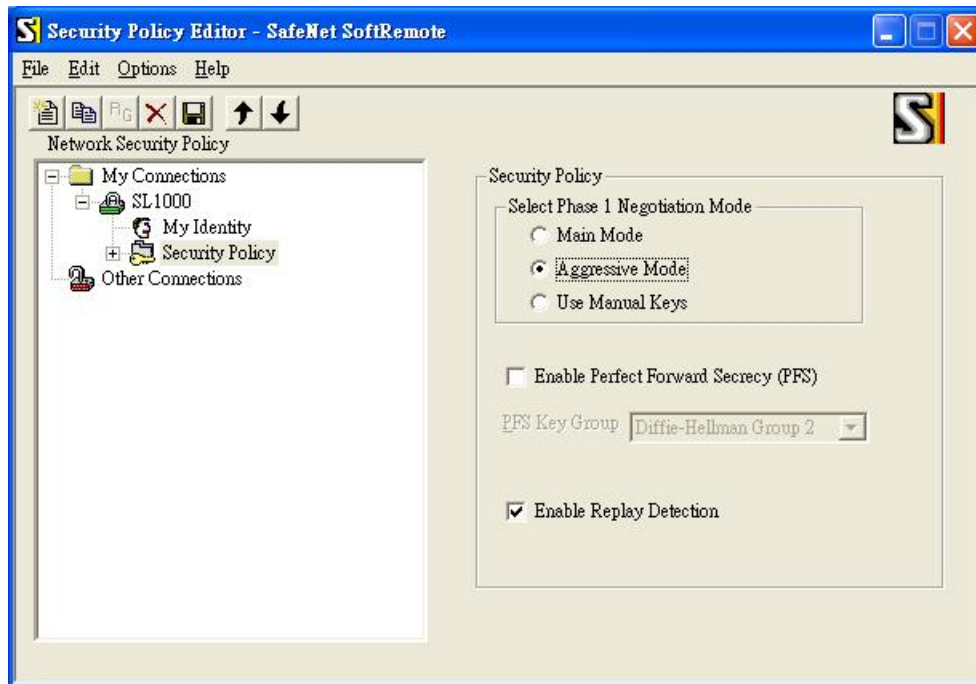 Security Policy Editor - SafeNet SoftRemote
File Edit Options Help
Network Security Policy
My Connections
SL1000
My Identity
Security Policy
Other Connections
Security Policy
Select Phase 1 Negotiation Mode
Main Mode
Aggressive Mode
Use Manual Keys
Enable Perfect Forward Secrecy (PFS)
PFS Key Group Diffie-Hellman Group 2
Enable Replay Detection